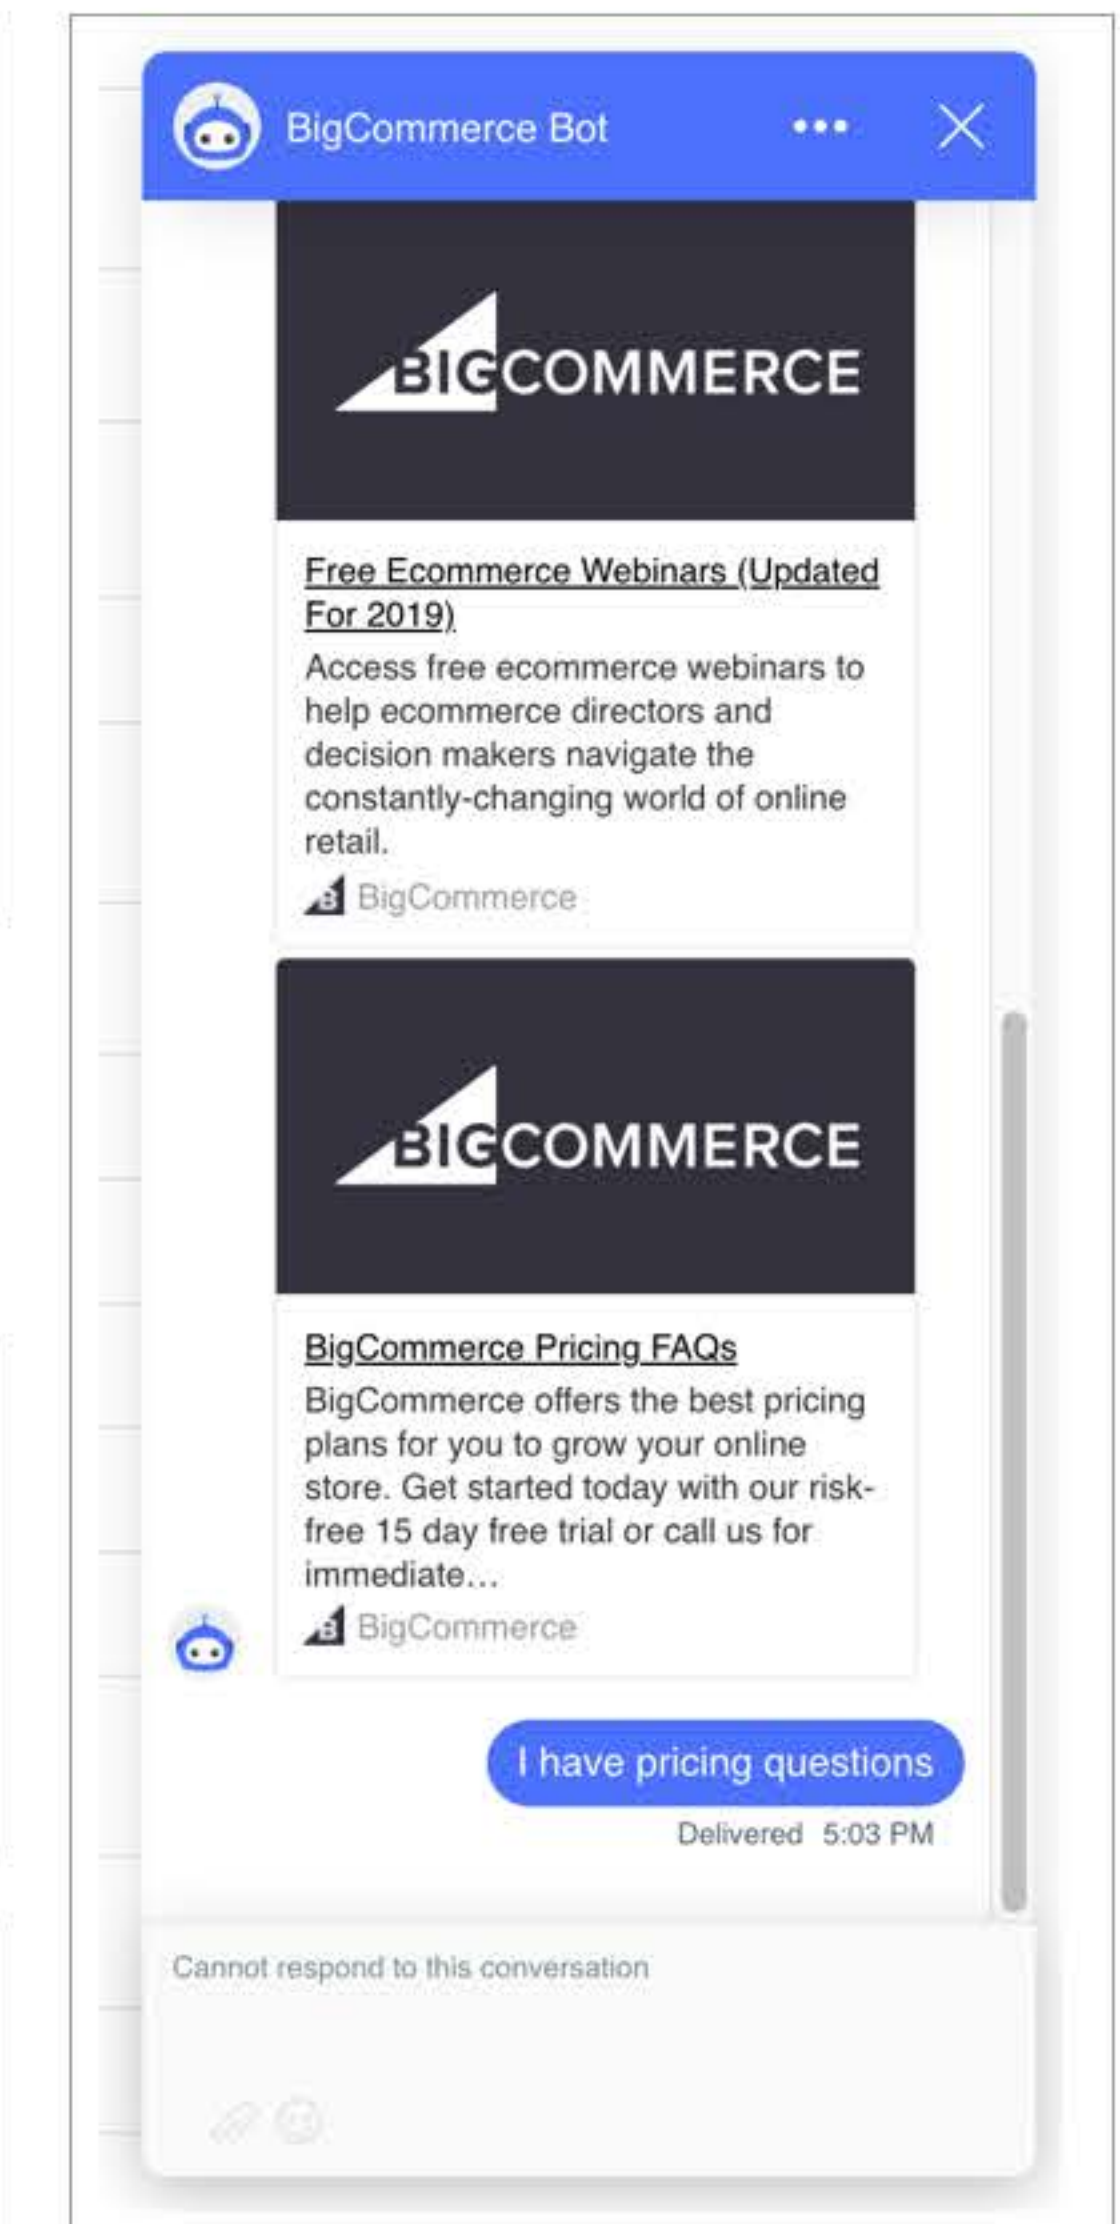 BigCommerce Bot
BIGCOMMERCE
Free Ecommerce Webinars (Updated
For 2019)
Access free ecommerce webinars to
help ecommerce directors and
decision makers navigate the
constantly-changing world of online
retail.
B BigCommerce
BIGCOMMERCE
BigCommerce Pricing FAQs
BigCommerce offers the best pricing
plans for you to grow your online
store. Get started today with our risk-
free 15 day free trial or call us for
immediate...
B BigCommerce
I have pricing questions
Delivered 5:03 PM
Cannot respond to this conversation